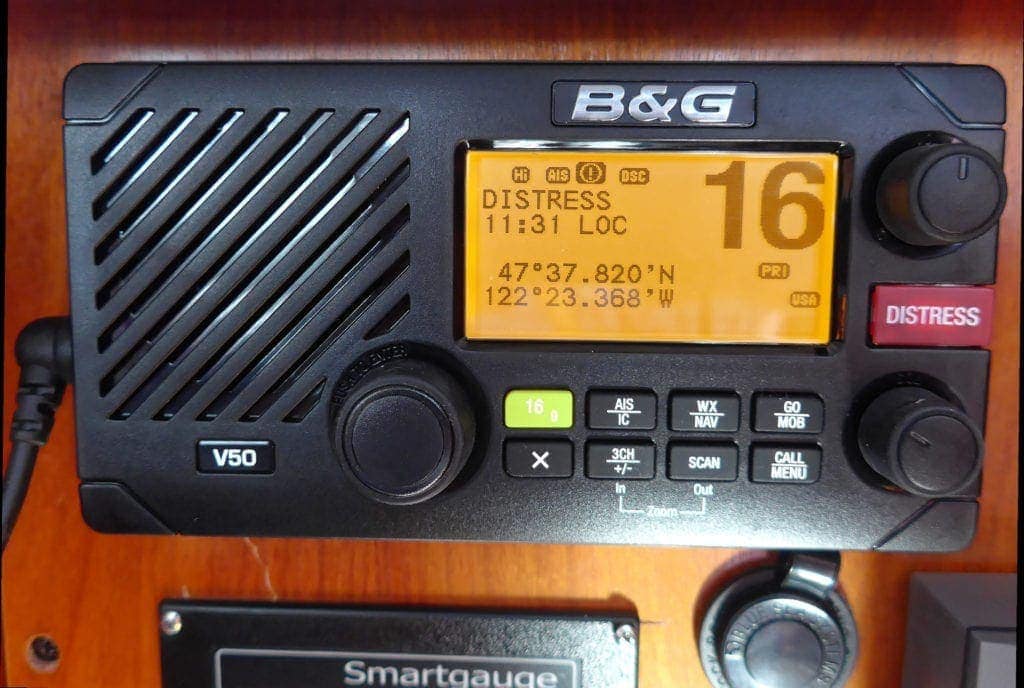 B&G
Hi AIS DSC
16
DISTRESS
11:31 LOC
47°37.820'N
PRI
122°23.368'W
USA
DISTRESS
V50
16
9
AIS
IC
WX
NAV
GO
MOB
X
3CH
+/-
SCAN
CALL
MENU
In
Out
Zoom
Smartgauge